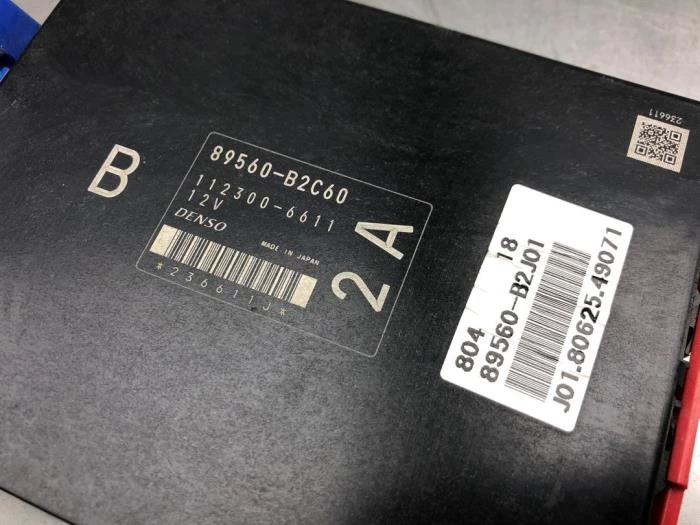 B
89560-B2C60
112300-6611
12V
DENSO
MADE IN JAPAN
*236611J*
2A
236611
804 18
89560-B2J01
J01.80625.49071